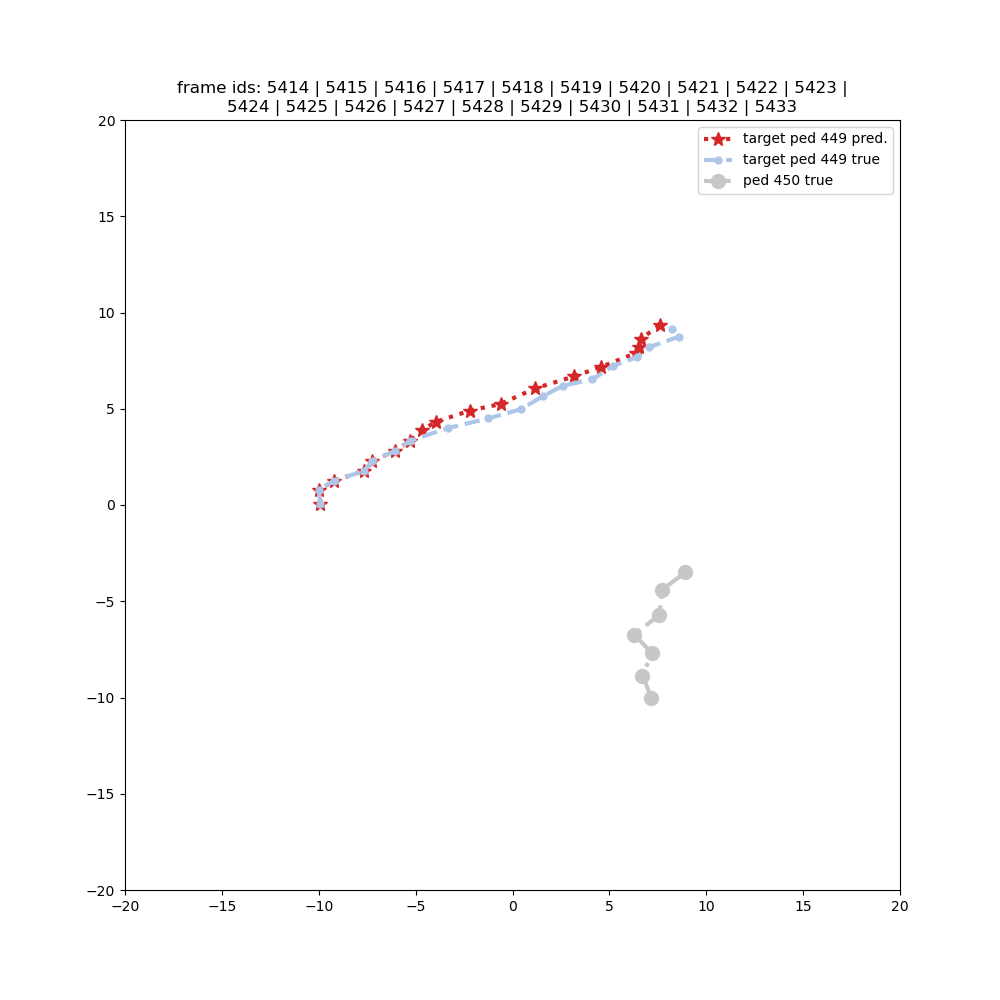 frame ids: 5414 | 5415 | 5416 | 5417 | 5418 | 5419 | 5420 | 5421 | 5422 | 5423 |
5424 | 5425 | 5426 | 5427 | 5428 | 5429 | 5430 | 5431 | 5432 | 5433
target ped 449 pred.
target ped 449 true
ped 450 true
20
15
10
5
0
−5
−10
−15
−20
−20 −15 −10 −5 0 5 10 15 20